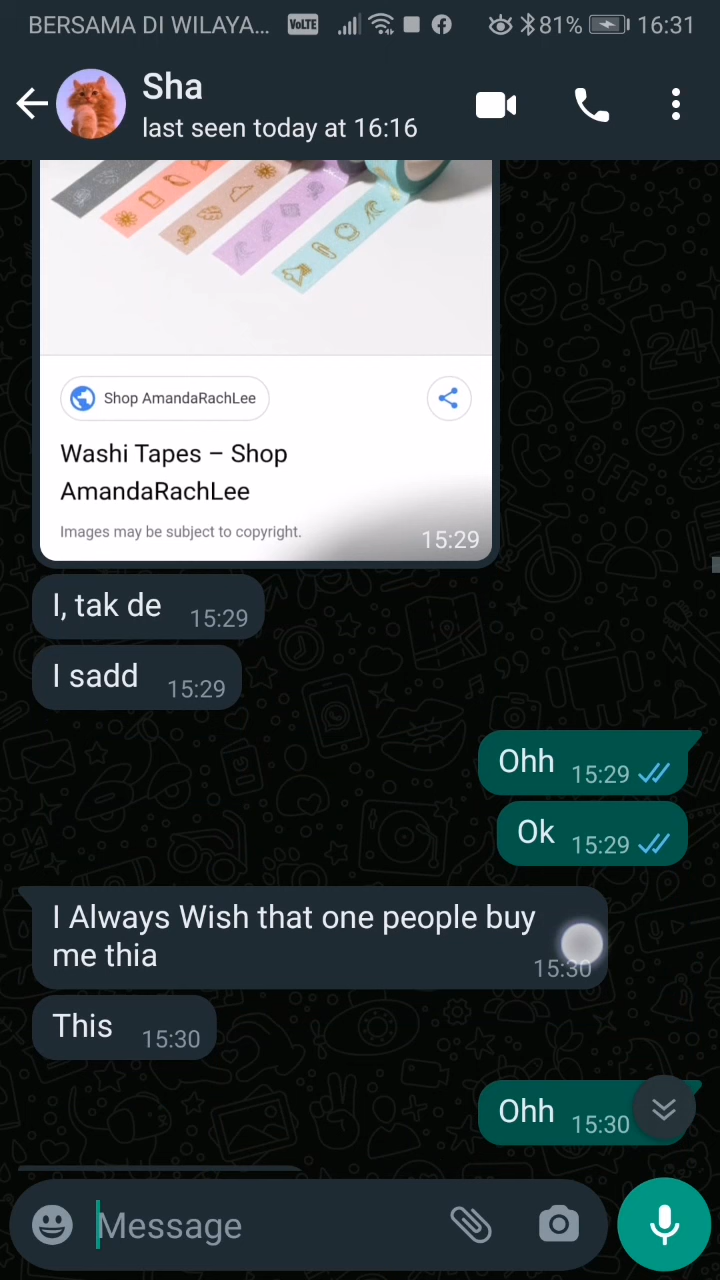 BERSAMA DI WILAYA... VoLTE 81% 16:31
Sha
last seen today at 16:16
Shop AmandaRachLee
Washi Tapes – Shop
AmandaRachLee
Images may be subject to copyright.
15:29
I, tak de 15:29
I sadd 15:29
Ohh 15:29
Ok 15:29
I Always Wish that one people buy
me thia
15:30
This 15:30
Ohh 15:30
Message